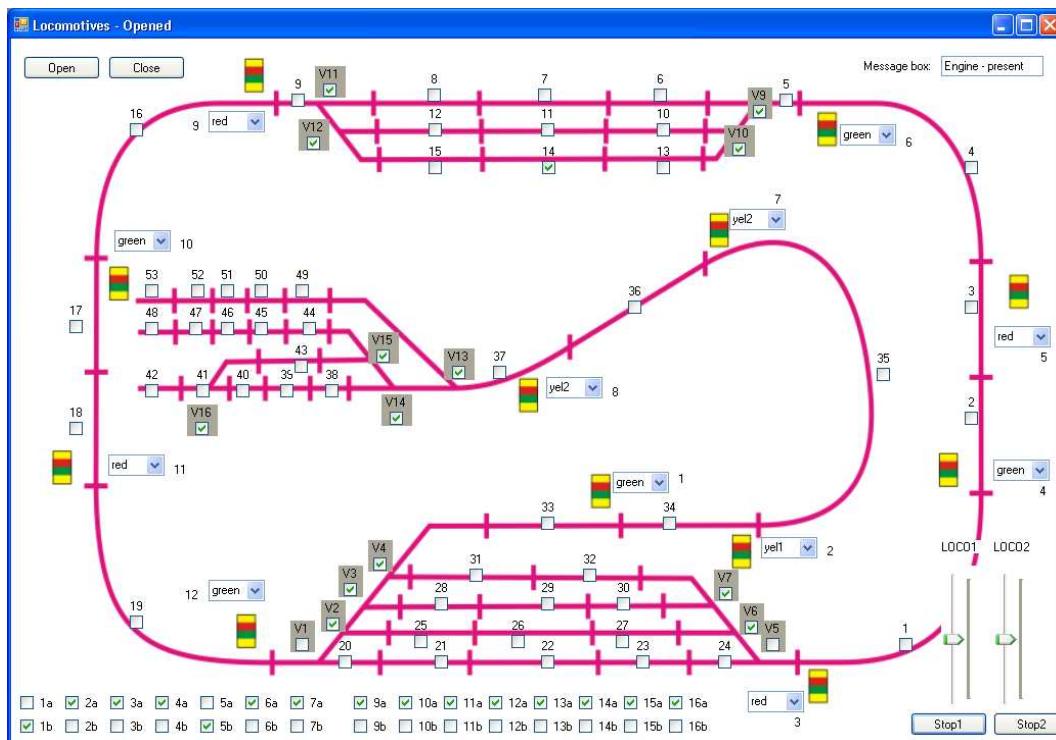 Locomotives - Opened
Open Close Message box: Engine - present
V11
9 8 7 6 V9 5
16
9 red V12 12 11 10 V10 green 6
15 14 13 4
7
yel2
green 10
53 52 51 50 49
36 3
17 48 47 46 45 44 red 5
43 V15 V13 37 35
42 41 40 35 38 yel2 8
V16 V14 2
18
red 11 green 1 green 4
33 34
V4 yel1 2 LOCO1 LOCO2
V3 31 32
12 green V2 28 29 30 V7
19 V1 25 26 27 V6 V5 1
20 21 22 23 24
red 3
1a 2a 3a 4a 5a 6a 7a 9a 10a 11a 12a 13a 14a 15a 16a
1b 2b 3b 4b 5b 6b 7b 9b 10b 11b 12b 13b 14b 15b 16b
Stop1 Stop2